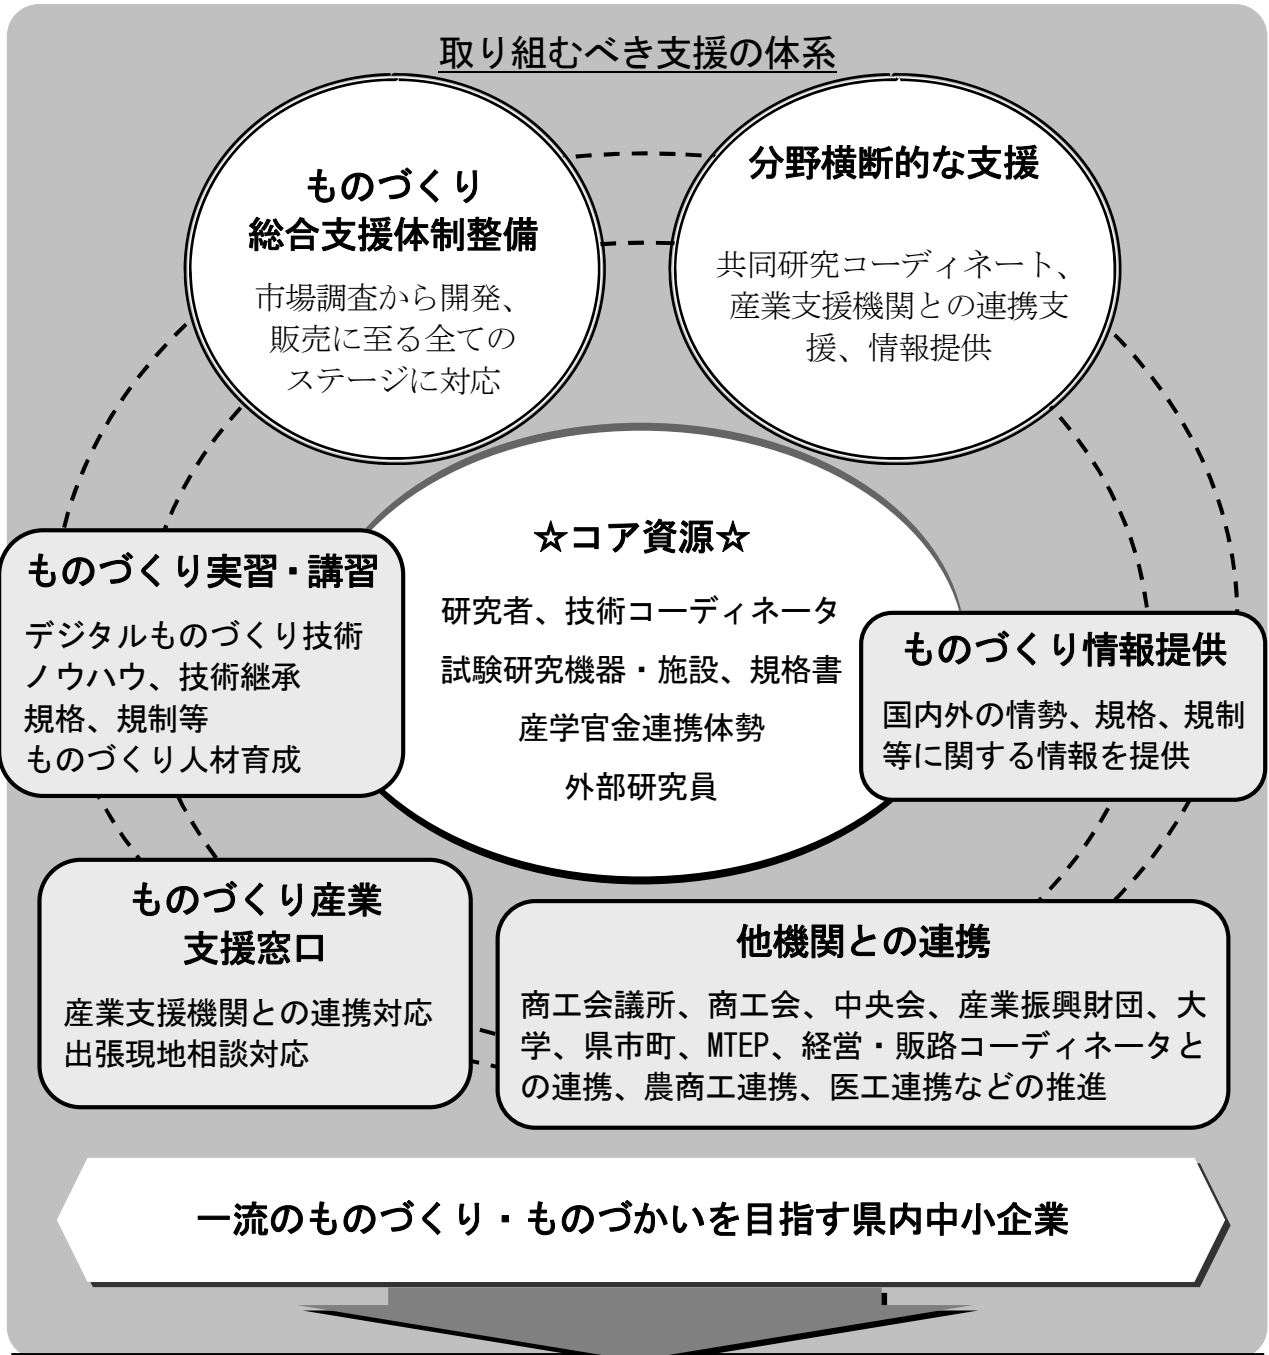 取り組むべき支援の体系
ものづくり
総合支援体制整備
市場調査から開発、
販売に至る全ての
ステージに対応
分野横断的な支援
共同研究コーディネート、
産業支援機関との連携支
援、情報提供
☆コア資源☆
研究者、技術コーディネータ
試験研究機器・施設、規格書
産学官金連携体勢
外部研究員
ものづくり実習・講習
デジタルものづくり技術
ノウハウ、技術継承
規格、規制等
ものづくり人材育成
ものづくり情報提供
国内外の情勢、規格、規制
等に関する情報を提供
ものづくり産業
支援窓口
産業支援機関との連携対応
出張現地相談対応
他機関との連携
商工会議所、商工会、中央会、産業振興財団、大
学、県市町、MTEP、経営・販路コーディネータと
の連携、農商工連携、医工連携などの推進
一流のものづくり・ものづかいを目指す県内中小企業